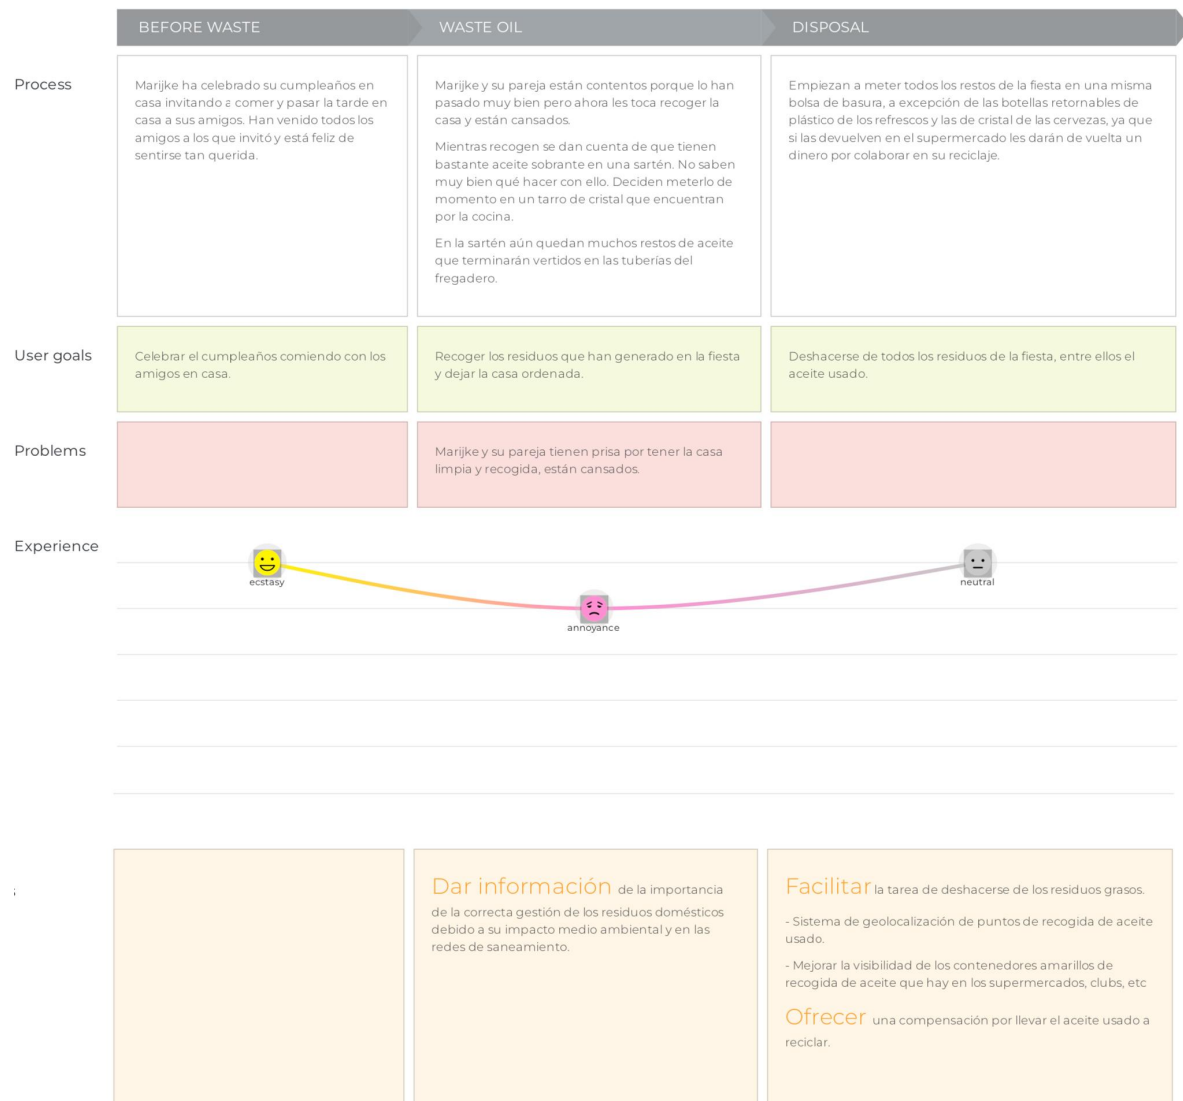 BEFORE WASTE
WASTE OIL
DISPOSAL
Process
Marijke ha celebrado su cumpleaños en
casa invitando a comer y pasar la tarde en
casa a sus amigos. Han venido todos los
amigos a los que invitó y está feliz de
sentirse tan querida.
Marijke y su pareja están contentos porque lo han
pasado muy bien pero ahora les toca recoger la
casa y están cansados.
Mientras recogen se dan cuenta de que tienen
bastante aceite sobrante en una sartén. No saben
muy bien qué hacer con ello. Deciden meterlo de
momento en un tarro de cristal que encuentran
por la cocina.
En la sartén aún quedan muchos restos de aceite
que terminarán vertidos en las tuberías del
fregadero.
Empiezan a meter todos los restos de la fiesta en una misma
bolsa de basura, a excepción de las botellas retornables de
plástico de los refrescos y las de cristal de las cervezas, ya que
si las devuelven en el supermercado les darán de vuelta un
dinero por colaborar en su reciclaje.
User goals
Celebrar el cumpleaños comiendo con los
amigos en casa.
Recoger los residuos que han generado en la fiesta
y dejar la casa ordenada.
Deshacerse de todos los residuos de la fiesta, entre ellos el
aceite usado.
Problems
Marijke y su pareja tienen prisa por tener la casa
limpia y recogida, están cansados.
Experience
ecstasy
annoyance
neutral
Dar información de la importancia
de la correcta gestión de los residuos domésticos
debido a su impacto medio ambiental y en las
redes de saneamiento.
Facilitar la tarea de deshacerse de los residuos grasos.
- Sistema de geolocalización de puntos de recogida de aceite
usado.
- Mejorar la visibilidad de los contenedores amarillos de
recogida de aceite que hay en los supermercados, clubs, etc
Ofrecer una compensación por llevar el aceite usado a
reciclar.